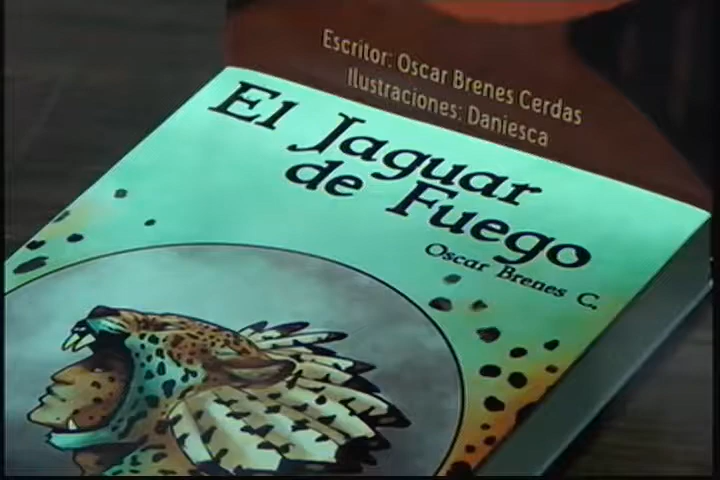 Escritor: Oscar Brenes Cerdas
Ilustraciones: Daniesca
El Jaguar
de Fuego
Oscar Brenes C.